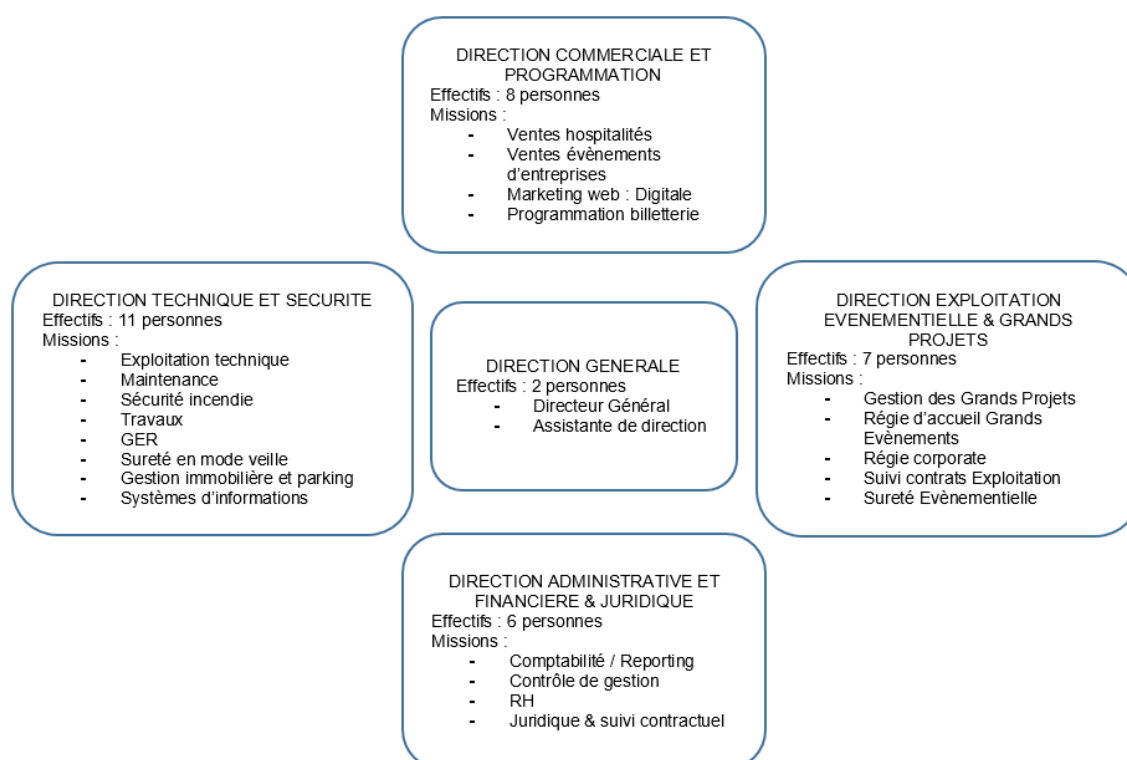 DIRECTION COMMERCIALE ET
PROGRAMMATION
Effectifs : 8 personnes
Missions :
- Ventes hospitalités
- Ventes évènements
d'entreprises
- Marketing web : Digitale
- Programmation billetterie
DIRECTION TECHNIQUE ET SECURITE
Effectifs : 11 personnes
Missions :
- Exploitation technique
- Maintenance
- Sécurité incendie
- Travaux
- GER
- Sureté en mode veille
- Gestion immobilière et parking
- Systèmes d'informations
DIRECTION GENERALE
Effectifs : 2 personnes
- Directeur Général
- Assistante de direction
DIRECTION EXPLOITATION
EVENEMENTIELLE & GRANDS
PROJETS
Effectifs : 7 personnes
Missions :
- Gestion des Grands Projets
- Régie d'accueil Grands
Evènements
- Régie corporate
- Suivi contrats Exploitation
- Sureté Evènementielle
DIRECTION ADMINISTRATIVE ET
FINANCIERE & JURIDIQUE
Effectifs : 6 personnes
Missions :
- Comptabilité / Reporting
- Contrôle de gestion
- RH
- Juridique & suivi contractuel